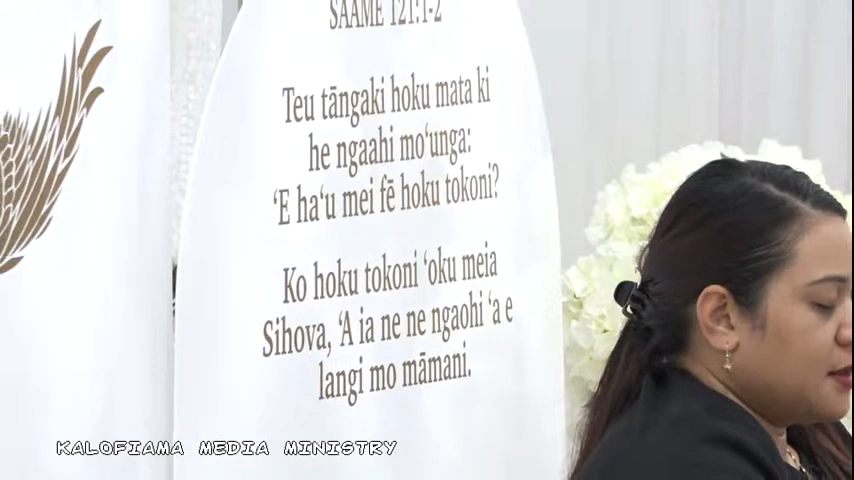 SAAME 121:1-2
Teu tāngaki hoku mata ki
he ngaahi mo‘unga:
‘E ha‘u mei fē hoku tokoni?
Ko hoku tokoni ‘oku meia
Sihova, ‘A ia ne ne ngaohi ‘a e
langi mo māmani.
KALOFIAMA MEDIA MINISTRY